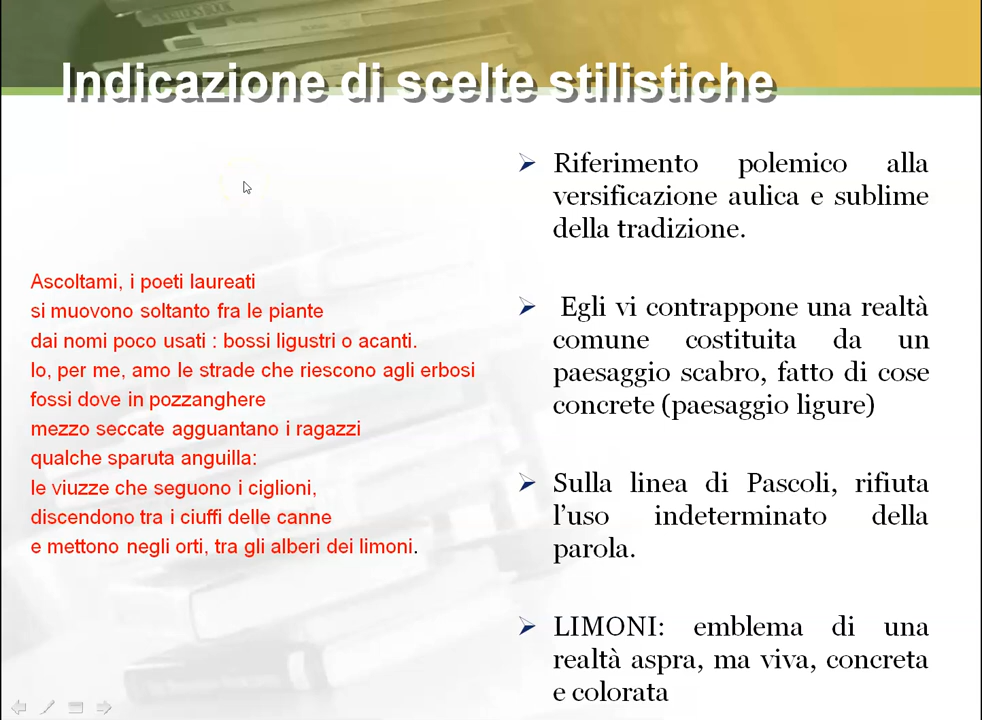 Indicazione di scelte stilistiche
Ascoltami, i poeti laureati
si muovono soltanto fra le piante
dai nomi poco usati : bossi ligustri o acanti.
Io, per me, amo le strade che riescono agli erbosi
fossi dove in pozzanghere
mezzo seccate agguantano i ragazzi
qualche sparuta anguilla:
le viuzze che seguono i ciglioni,
discendono tra i ciuffi delle canne
e mettono negli orti, tra gli alberi dei limoni.
Riferimento polemico alla
versificazione aulica e sublime
della tradizione.
Egli vi contrappone una realtà
comune costituita da un
paesaggio scabro, fatto di cose
concrete (paesaggio ligure)
Sulla linea di Pascoli, rifiuta
l’uso indeterminato della
parola.
LIMONI: emblema di una
realtà aspra, ma viva, concreta
e colorata